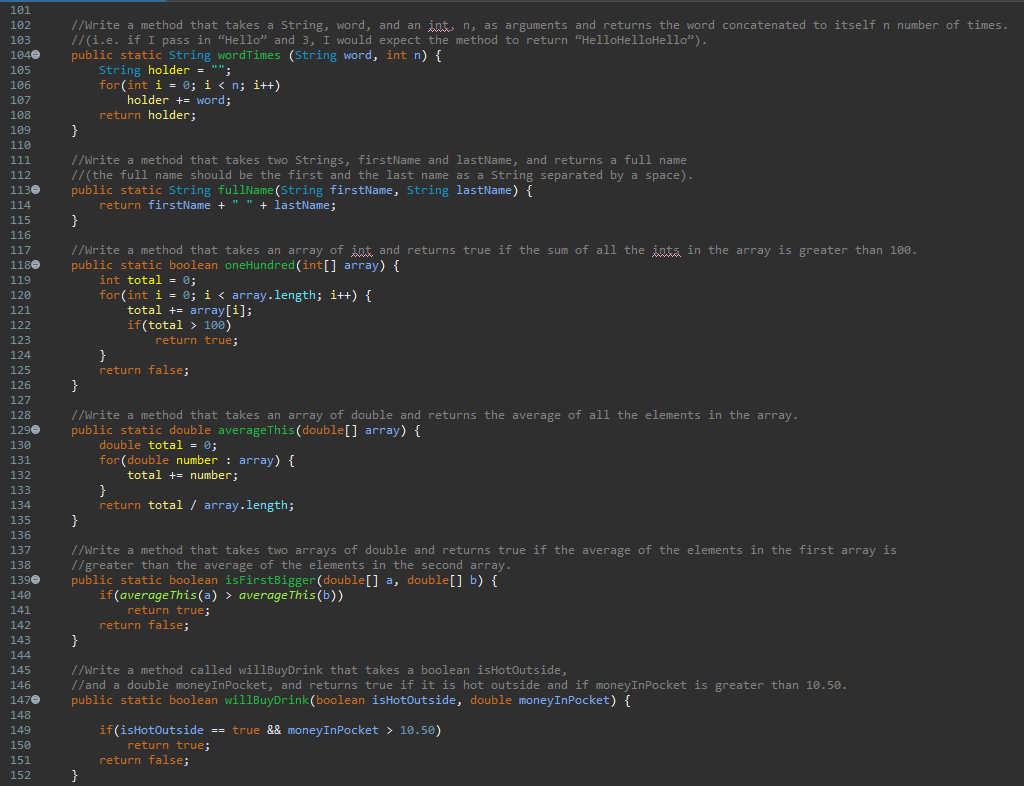 101
102 //Write a method that takes a String, word, and an int, n, as arguments and returns the word concatenated to itself n number of times.
103 //(i.e. if I pass in “Hello” and 3, I would expect the method to return “HelloHelloHello”).
104 public static String wordTimes (String word, int n) {
105 String holder = "";
106 for(int i = 0; i < n; i++)
107 holder += word;
108 return holder;
109 }
110
111 //Write a method that takes two Strings, firstName and lastName, and returns a full name
112 //(the full name should be the first and the last name as a String separated by a space).
113 public static String fullName(String firstName, String lastName) {
114 return firstName + " " + lastName;
115 }
116
117 //Write a method that takes an array of int and returns true if the sum of all the ints in the array is greater than 100.
118 public static boolean oneHundred(int[] array) {
119 int total = 0;
120 for(int i = 0; i < array.length; i++) {
121 total += array[i];
122 if(total > 100)
123 return true;
124 }
125 return false;
126 }
127
128 //Write a method that takes an array of double and returns the average of all the elements in the array.
129 public static double averageThis(double[] array) {
130 double total = 0;
131 for(double number : array) {
132 total += number;
133 }
134 return total / array.length;
135 }
136
137 //Write a method that takes two arrays of double and returns true if the average of the elements in the first array is
138 //greater than the average of the elements in the second array.
139 public static boolean isFirstBigger(double[] a, double[] b) {
140 if(averageThis(a) > averageThis(b))
141 return true;
142 return false;
143 }
144
145 //Write a method called willBuyDrink that takes a boolean isHotOutside,
146 //and a double moneyInPocket, and returns true if it is hot outside and if moneyInPocket is greater than 10.50.
147 public static boolean willBuyDrink(boolean isHotOutside, double moneyInPocket) {
148
149 if(isHotOutside == true && moneyInPocket > 10.50)
150 return true;
151 return false;
152 }